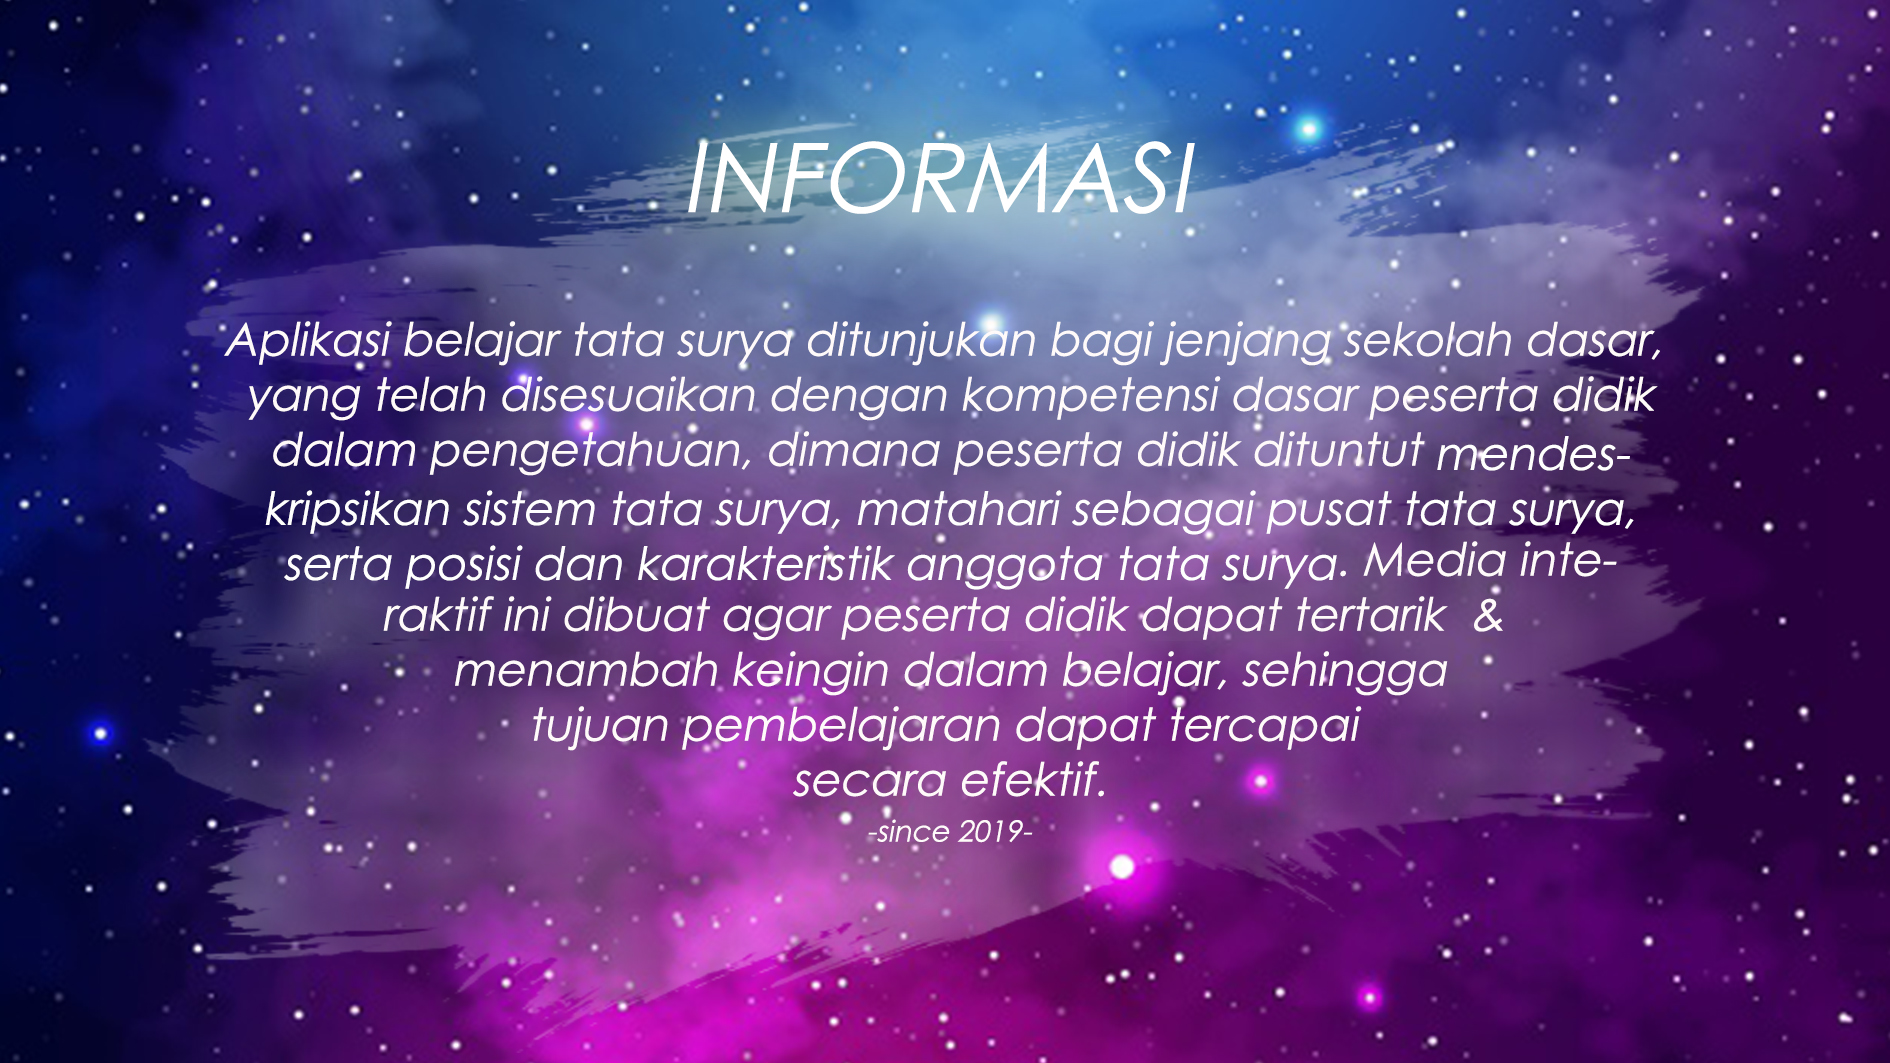 INFORMASI
Aplikasi belajar tata surya ditunjukan bagi jenjang sekolah dasar,
yang telah disesuaikan dengan kompetensi dasar peserta didik
dalam pengetahuan, dimana peserta didik dituntut mendes-
kripsikan sistem tata surya, matahari sebagai pusat tata surya,
serta posisi dan karakteristik anggota tata surya. Media inte-
raktif ini dibuat agar peserta didik dapat tertarik &
menambah keingin dalam belajar, sehingga
tujuan pembelajaran dapat tercapai
secara efektif.
-since 2019-